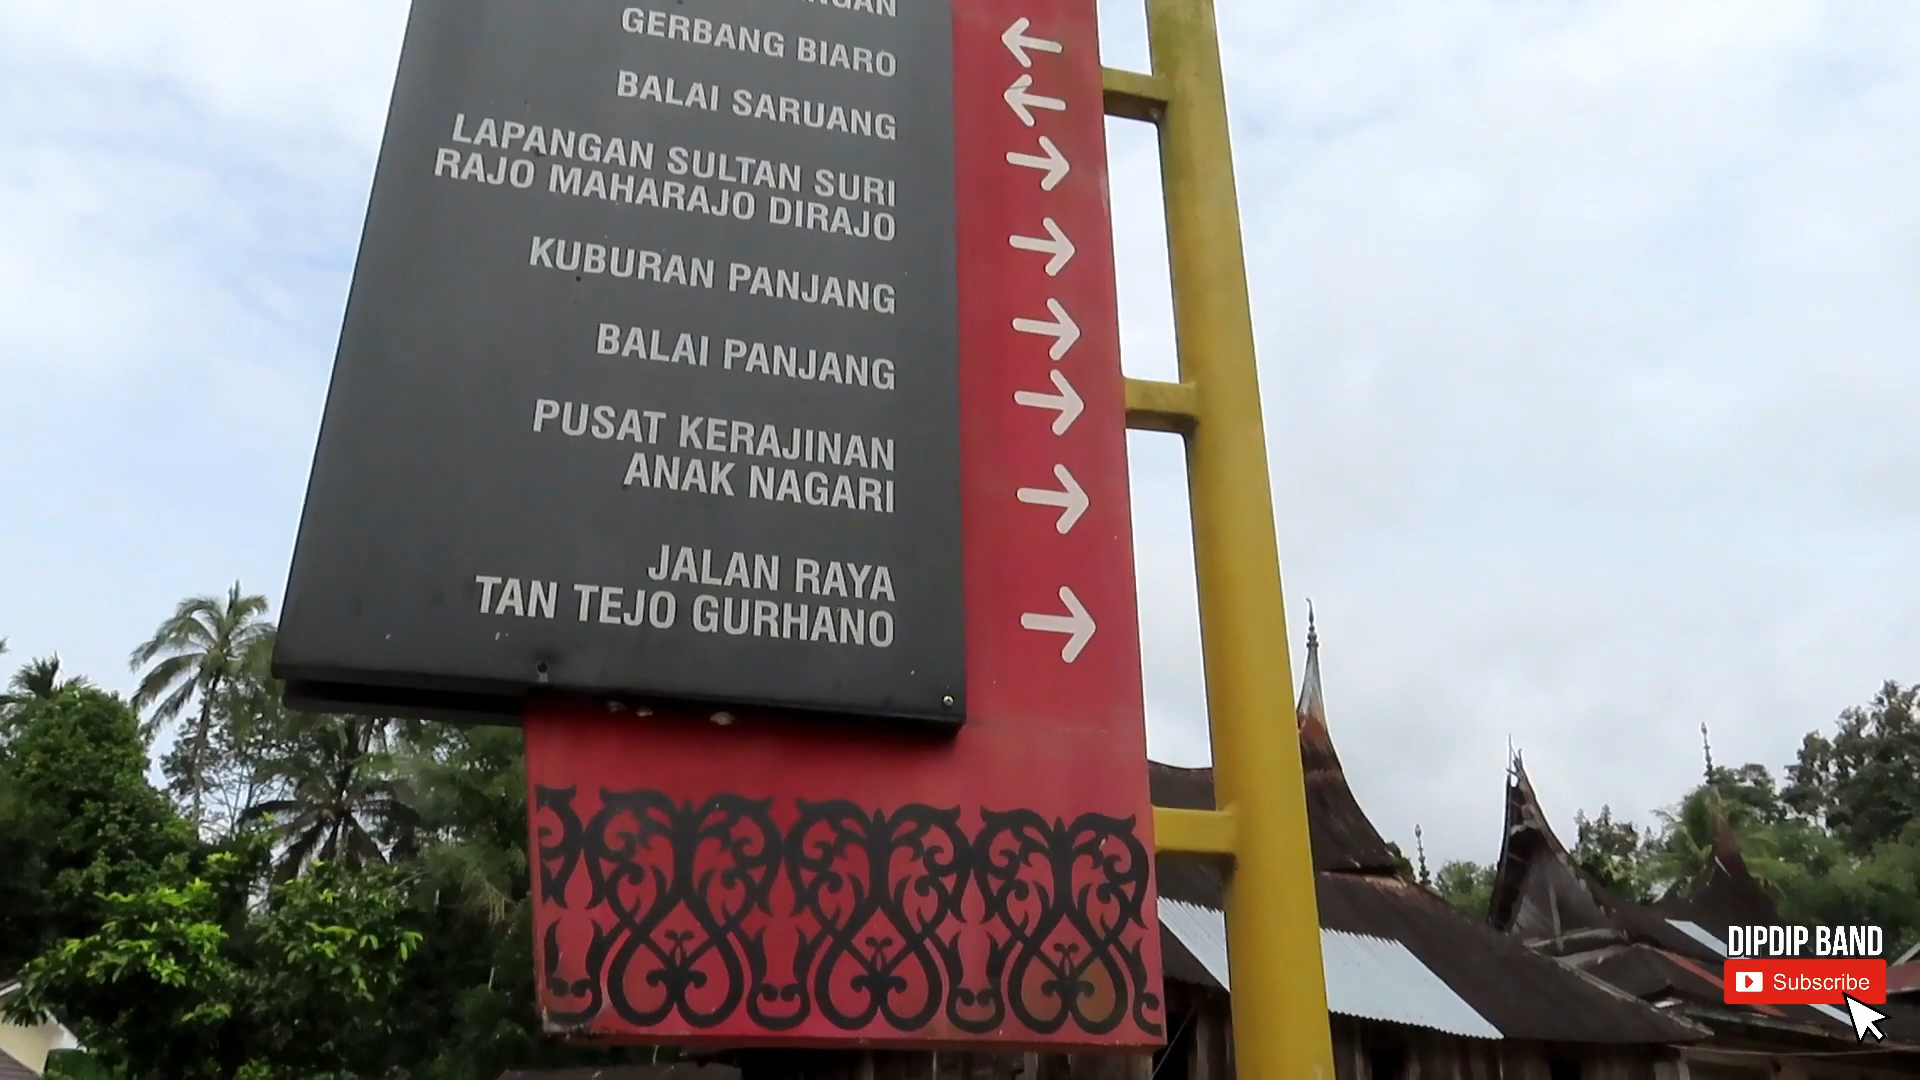 GERBANG BIARO
BALAI SARUANG
LAPANGAN SULTAN SURI
RAJO MAHARAJO DIRAJO
KUBURAN PANJANG
BALAI PANJANG
PUSAT KERAJINAN
ANAK NAGARI
JALAN RAYA
TAN TEJO GURHANO
DIPDIP BAND
Subscribe